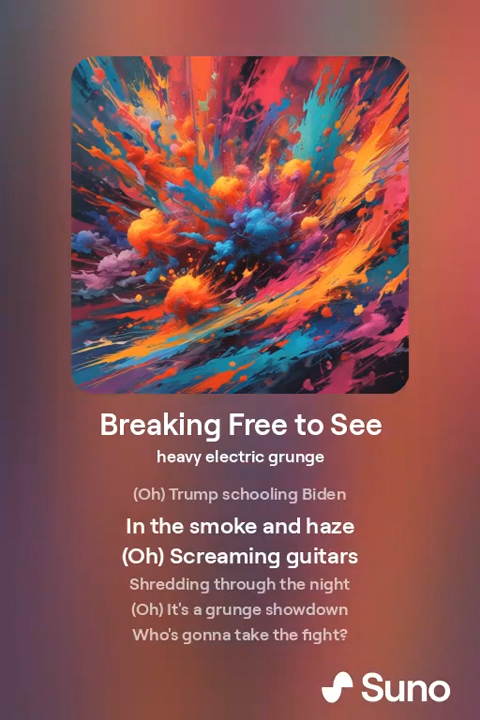 Breaking Free to See
heavy electric grunge
(Oh) Trump schooling Biden
In the smoke and haze
(Oh) Screaming guitars
Shredding through the night
(Oh) It's a grunge showdown
Who's gonna take the fight?
Suno